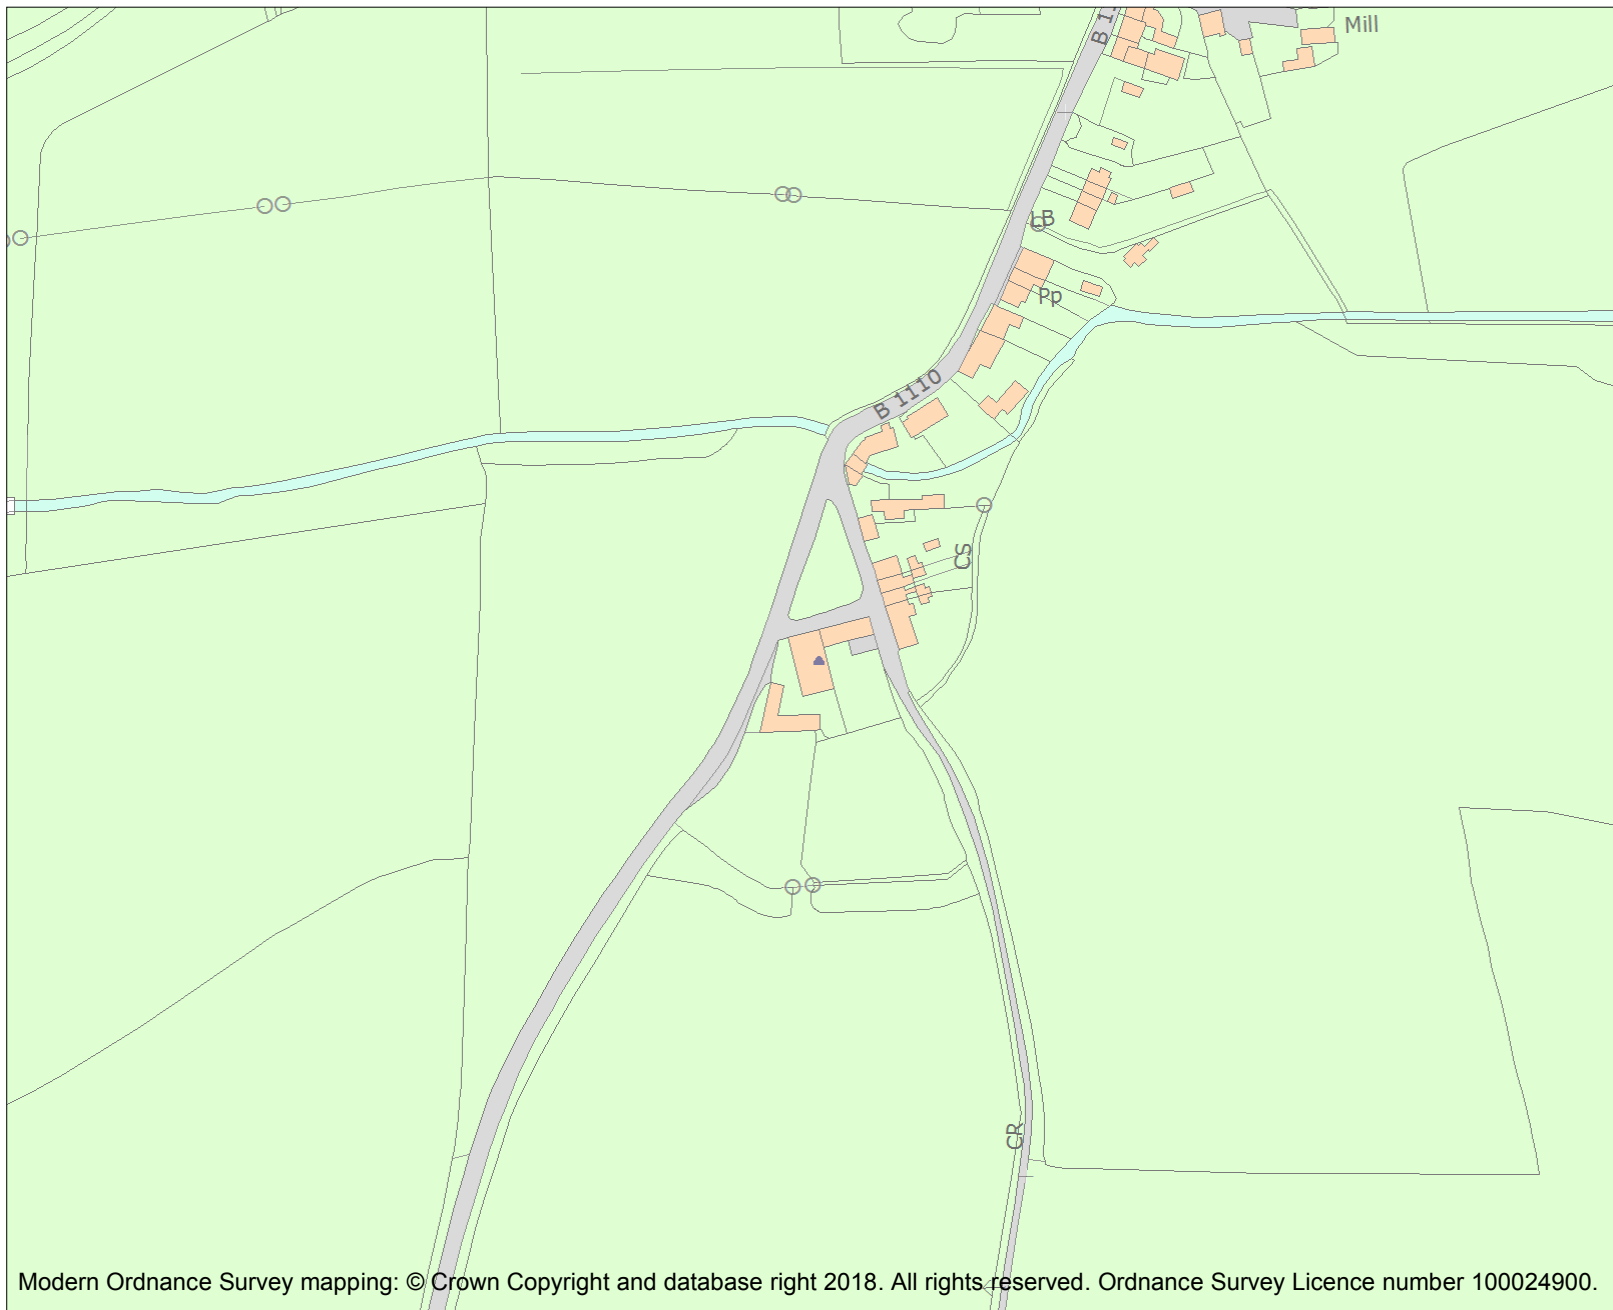 B 1
Mill
LB
Pp
B 1110
CS
CR
Modern Ordnance Survey mapping: © Crown Copyright and database right 2018. All rights reserved. Ordnance Survey Licence number 100024900.